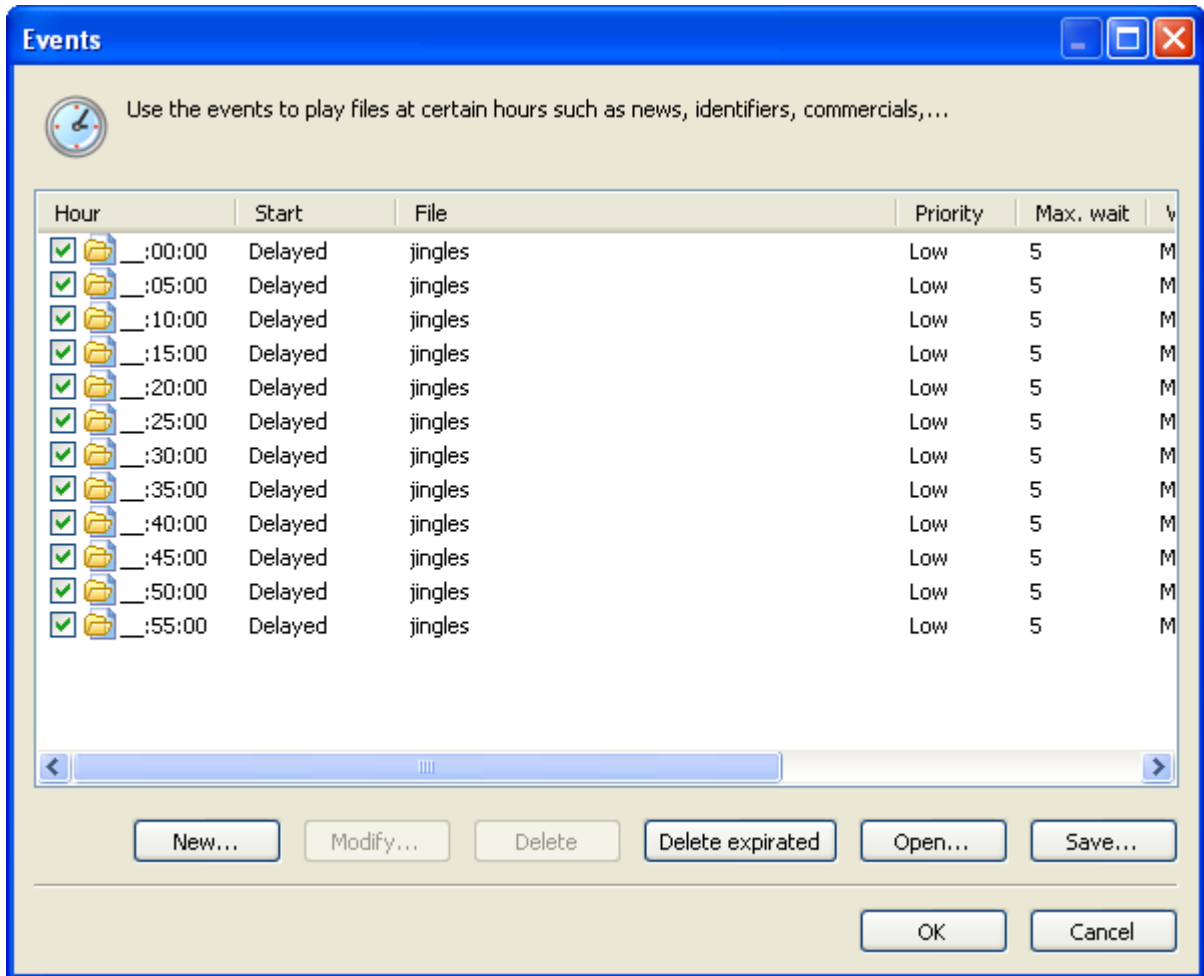 Events
Use the events to play files at certain hours such as news, identifiers, commercials,...
Hour Start File Priority Max. wait
__:00:00 Delayed jingles Low 5 M
__:05:00 Delayed jingles Low 5 M
__:10:00 Delayed jingles Low 5 M
__:15:00 Delayed jingles Low 5 M
__:20:00 Delayed jingles Low 5 M
__:25:00 Delayed jingles Low 5 M
__:30:00 Delayed jingles Low 5 M
__:35:00 Delayed jingles Low 5 M
__:40:00 Delayed jingles Low 5 M
__:45:00 Delayed jingles Low 5 M
__:50:00 Delayed jingles Low 5 M
__:55:00 Delayed jingles Low 5 M
New... Modify... Delete Delete expirated Open... Save...
OK Cancel